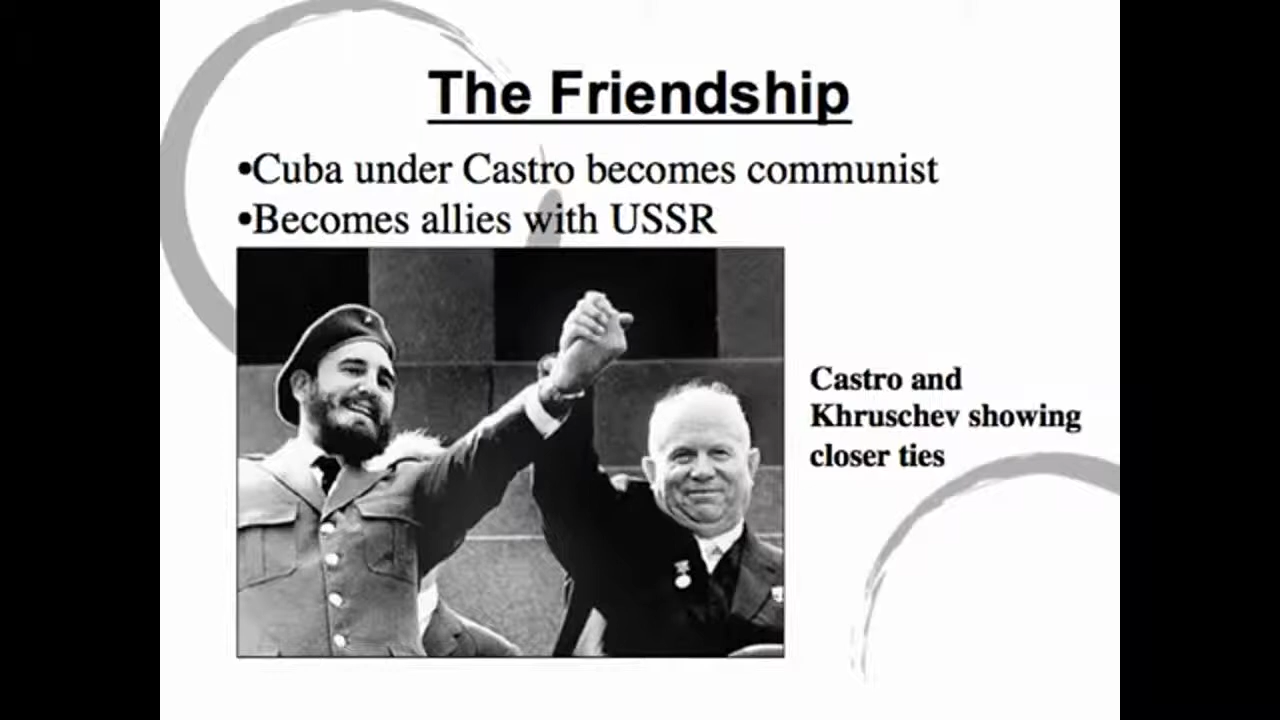 The Friendship
•Cuba under Castro becomes communist
•Becomes allies with USSR
Castro and
Khruschev showing
closer ties